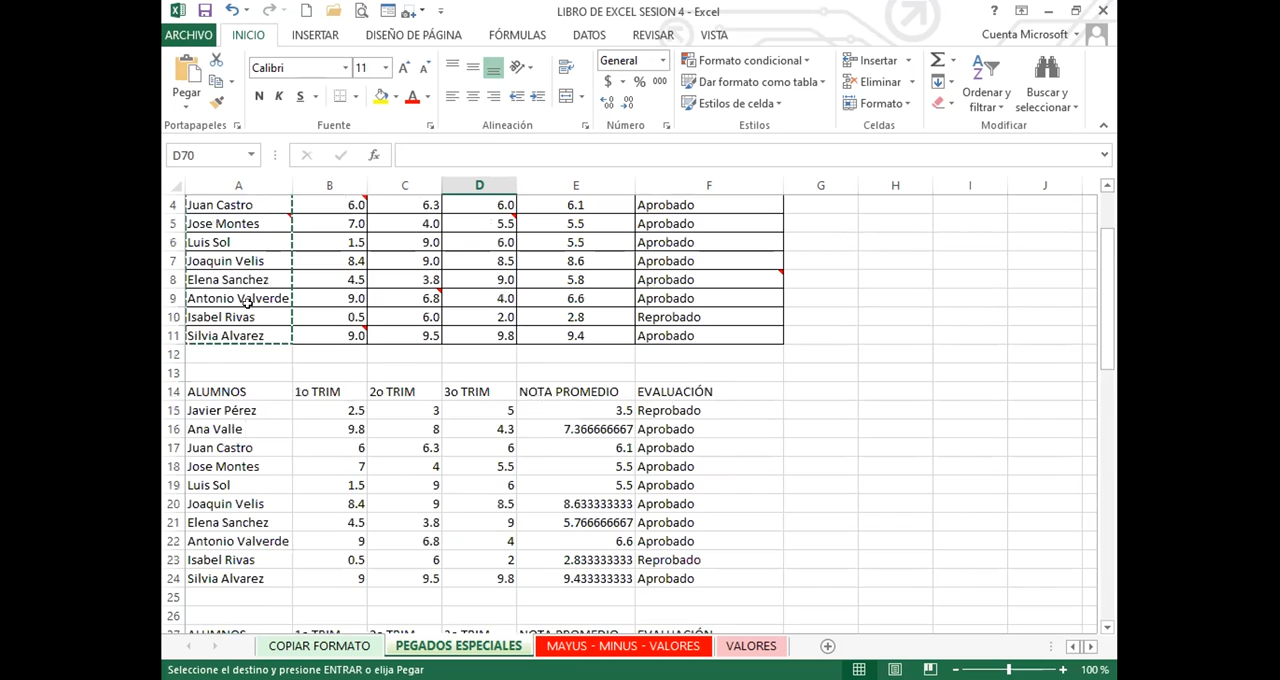 LIBRO DE EXCEL SESION 4 - Excel
ARCHIVO INICIO INSERTAR DISEÑO DE PÁGINA FÓRMULAS DATOS REVISAR VISTA Cuenta Microsoft
Calibri 11 General Formato condicional Insertar
Pegar Dar formato como tabla Eliminar Ordenar y filtrar Buscar y seleccionar
N K S $ % 000 Estilos de celda Formato
Portapapeles Fuente Alineación Número Estilos Celdas Modificar
D70 fx
A B C D E F G H I J
4 Juan Castro 6.0 6.3 6.0 6.1 Aprobado
5 Jose Montes 7.0 4.0 5.5 5.5 Aprobado
6 Luis Sol 1.5 9.0 6.0 5.5 Aprobado
7 Joaquin Velis 8.4 9.0 8.5 8.6 Aprobado
8 Elena Sanchez 4.5 3.8 9.0 5.8 Aprobado
9 Antonio Valverde 9.0 6.8 4.0 6.6 Aprobado
10 Isabel Rivas 0.5 6.0 2.0 2.8 Reprobado
11 Silvia Alvarez 9.0 9.5 9.8 9.4 Aprobado
12
13
14 ALUMNOS 1o TRIM 2o TRIM 3o TRIM NOTA PROMEDIO EVALUACIÓN
15 Javier Pérez 2.5 3 5 3.5 Reprobado
16 Ana Valle 9.8 8 4.3 7.366666667 Aprobado
17 Juan Castro 6 6.3 6 6.1 Aprobado
18 Jose Montes 7 4 5.5 5.5 Aprobado
19 Luis Sol 1.5 9 6 5.5 Aprobado
20 Joaquin Velis 8.4 9 8.5 8.633333333 Aprobado
21 Elena Sanchez 4.5 3.8 9 5.766666667 Aprobado
22 Antonio Valverde 9 6.8 4 6.6 Aprobado
23 Isabel Rivas 0.5 6 2 2.833333333 Reprobado
24 Silvia Alvarez 9 9.5 9.8 9.433333333 Aprobado
25
26
27 ALUMNOS 1o TRIM 2o TRIM 3o TRIM NOTA PROMEDIO EVALUACIÓN
COPIAR FORMATO PEGADOS ESPECIALES MAYUS - MINUS - VALORES VALORES
Seleccione el destino y presione ENTRAR o elija Pegar 100 %